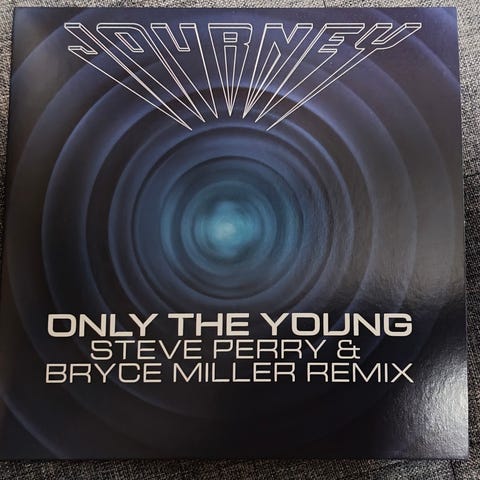 JOURNEY
ONLY THE YOUNG
STEVE PERRY &
BRYCE MILLER REMIX